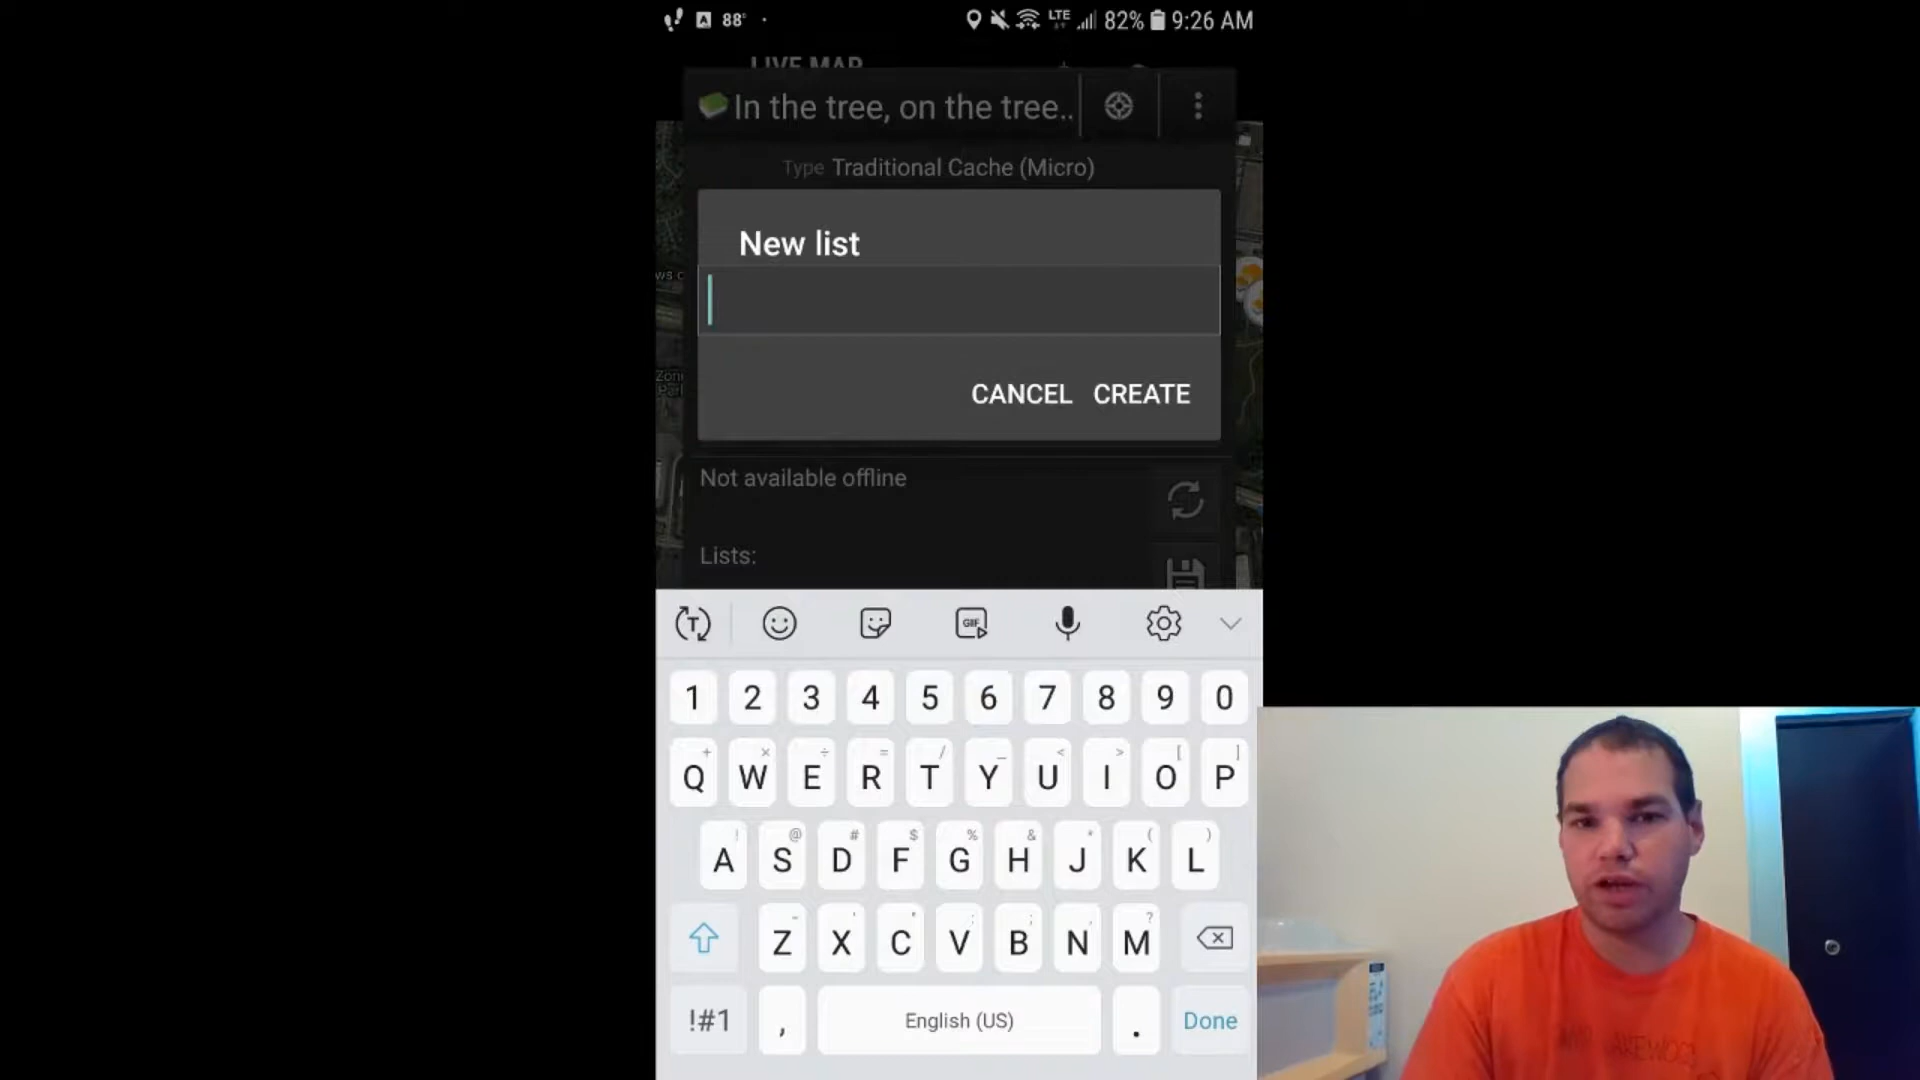 88°
LTE
82%
9:26 AM
LIVE MAP
In the tree, on the tree..
Type Traditional Cache (Micro)
New list
CANCEL CREATE
Not available offline
Lists:
GIF
1 2 3 4 5 6 7 8 9 0
Q W E R T Y U I O P
A S D F G H J K L
Z X C V B N M
!#1 , English (US) . Done